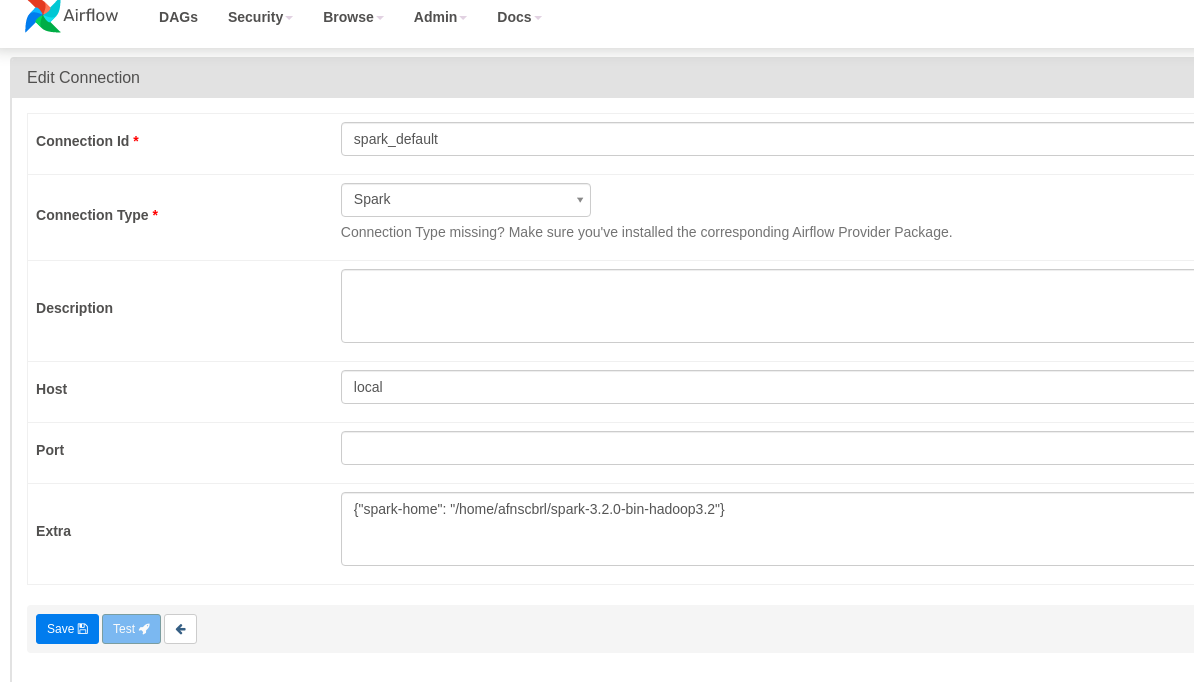 Airflow DAGs Security Browse Admin Docs
Edit Connection
Connection Id * spark_default
Connection Type * Spark
Connection Type missing? Make sure you've installed the corresponding Airflow Provider Package.
Description
Host local
Port
Extra {"spark-home": "/home/afnscbrl/spark-3.2.0-bin-hadoop3.2"}
Save Test